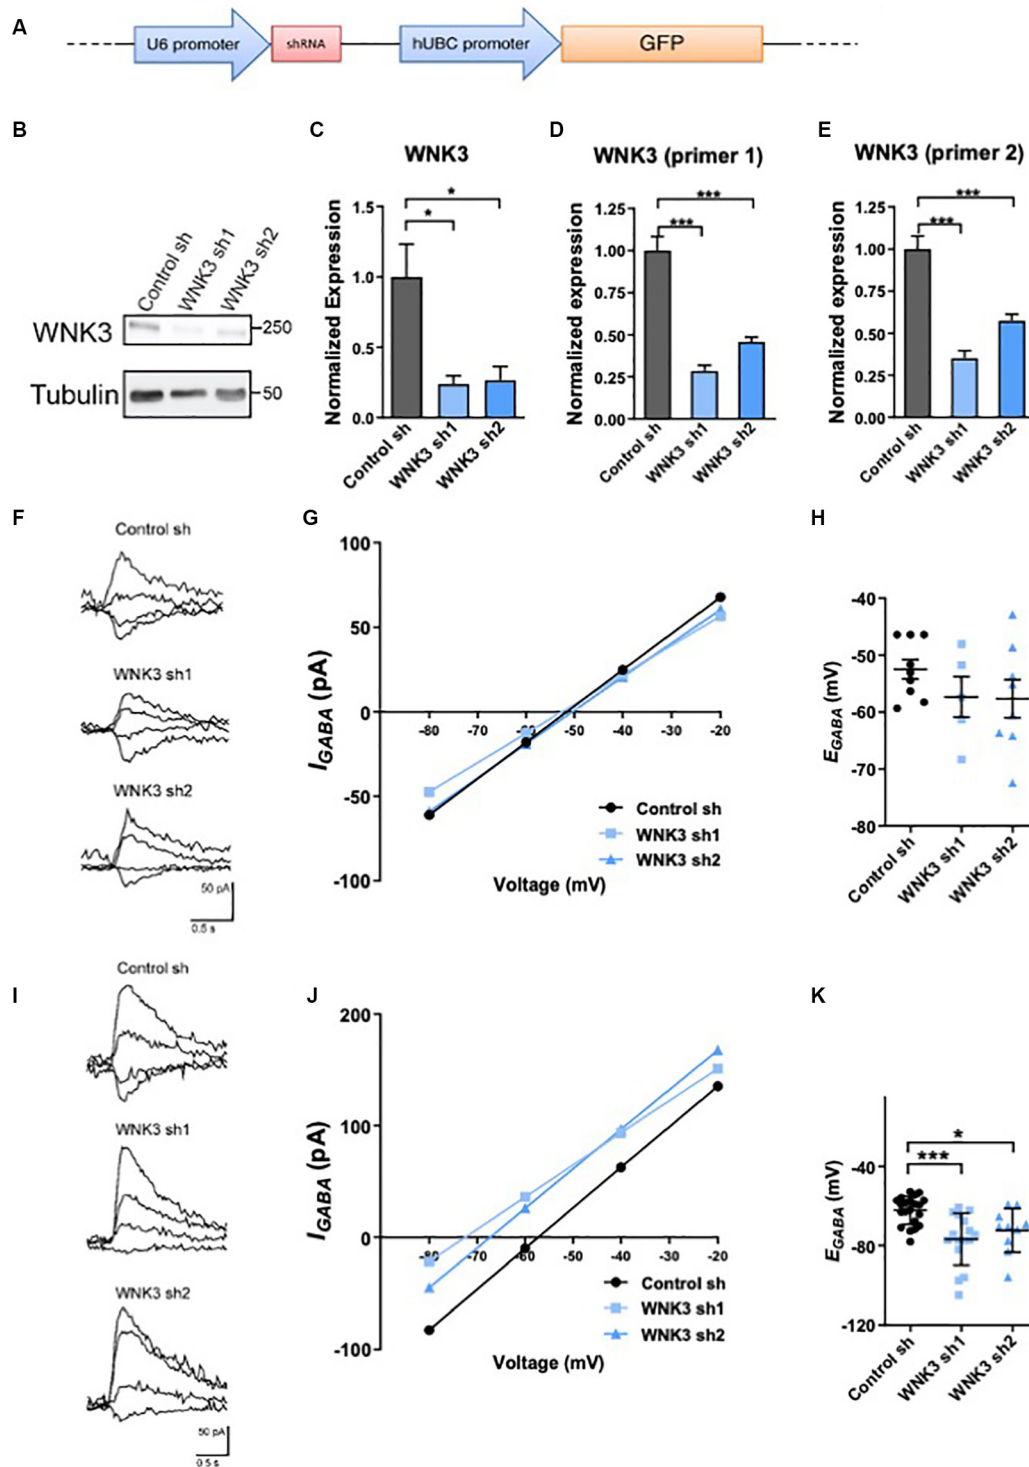 A
U6 promoter
shRNA
hUBC promoter
GFP
B
Control sh
WNK3 sh1
WNK3 sh2
WNK3
250
Tubulin
50
C
WNK3
Normalized Expression
1.5
1.0
0.5
0.0
*
*
Control sh
WNK3 sh1
WNK3 sh2
D
WNK3 (primer 1)
Normalized expression
1.25
1.00
0.75
0.50
0.25
0.00
***
***
Control sh
WNK3 sh1
WNK3 sh2
E
WNK3 (primer 2)
Normalized expression
1.25
1.00
0.75
0.50
0.25
0.00
***
***
Control sh
WNK3 sh1
WNK3 sh2
F
Control sh
WNK3 sh1
WNK3 sh2
50 pA
0.5 s
G
IGABA (pA)
100
50
0
-50
-100
-80 -70 -60 -50 -40 -30 -20
Control sh
WNK3 sh1
WNK3 sh2
Voltage (mV)
H
EGABA (mV)
-40
-50
-60
-70
-80
Control sh
WNK3 sh1
WNK3 sh2
I
Control sh
WNK3 sh1
WNK3 sh2
50 pA
0.5 s
J
IGABA (pA)
200
100
0
-100
-80 -70 -60 -50 -40 -30 -20
Control sh
WNK3 sh1
WNK3 sh2
Voltage (mV)
K
EGABA (mV)
-40
-80
-120
*
***
Control sh
WNK3 sh1
WNK3 sh2